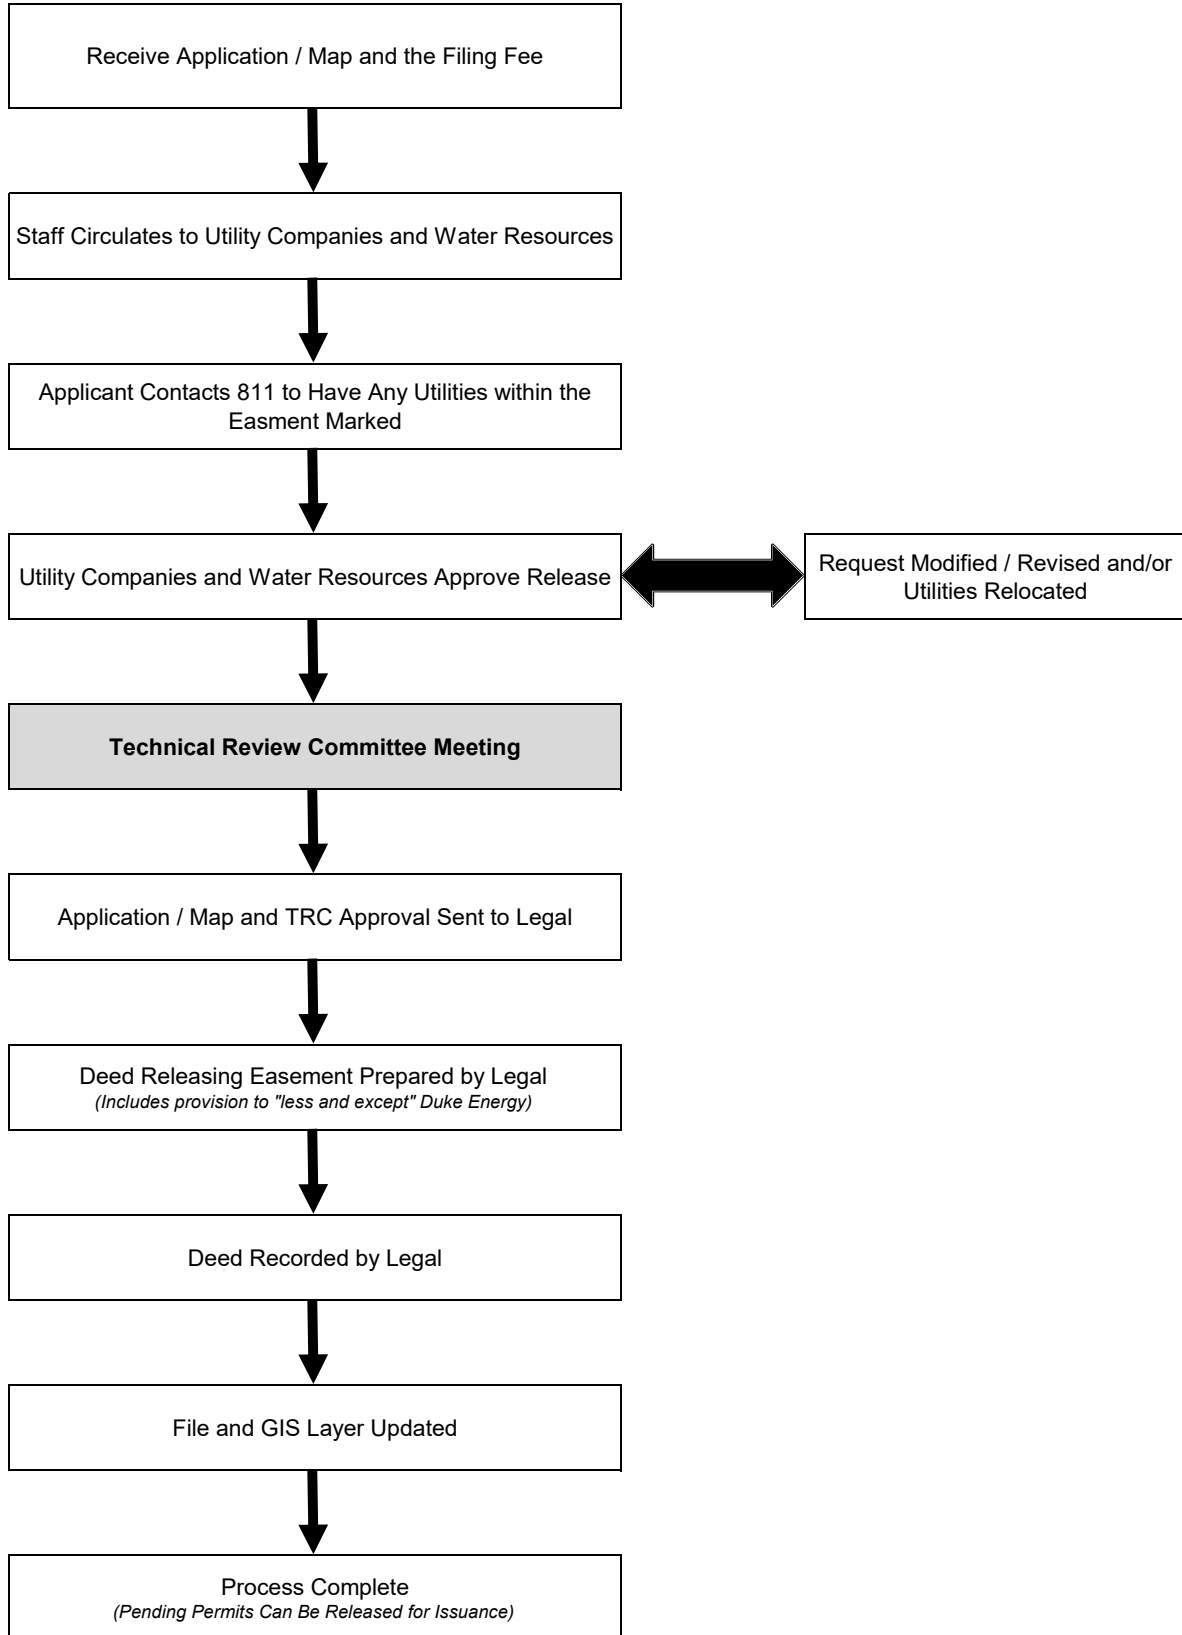 Receive Application / Map and the Filing Fee
Staff Circulates to Utility Companies and Water Resources
Applicant Contacts 811 to Have Any Utilities within the
Easment Marked
Utility Companies and Water Resources Approve Release
Request Modified / Revised and/or
Utilities Relocated
Technical Review Committee Meeting
Application / Map and TRC Approval Sent to Legal
Deed Releasing Easement Prepared by Legal
(Includes provision to "less and except" Duke Energy)
Deed Recorded by Legal
File and GIS Layer Updated
Process Complete
(Pending Permits Can Be Released for Issuance)